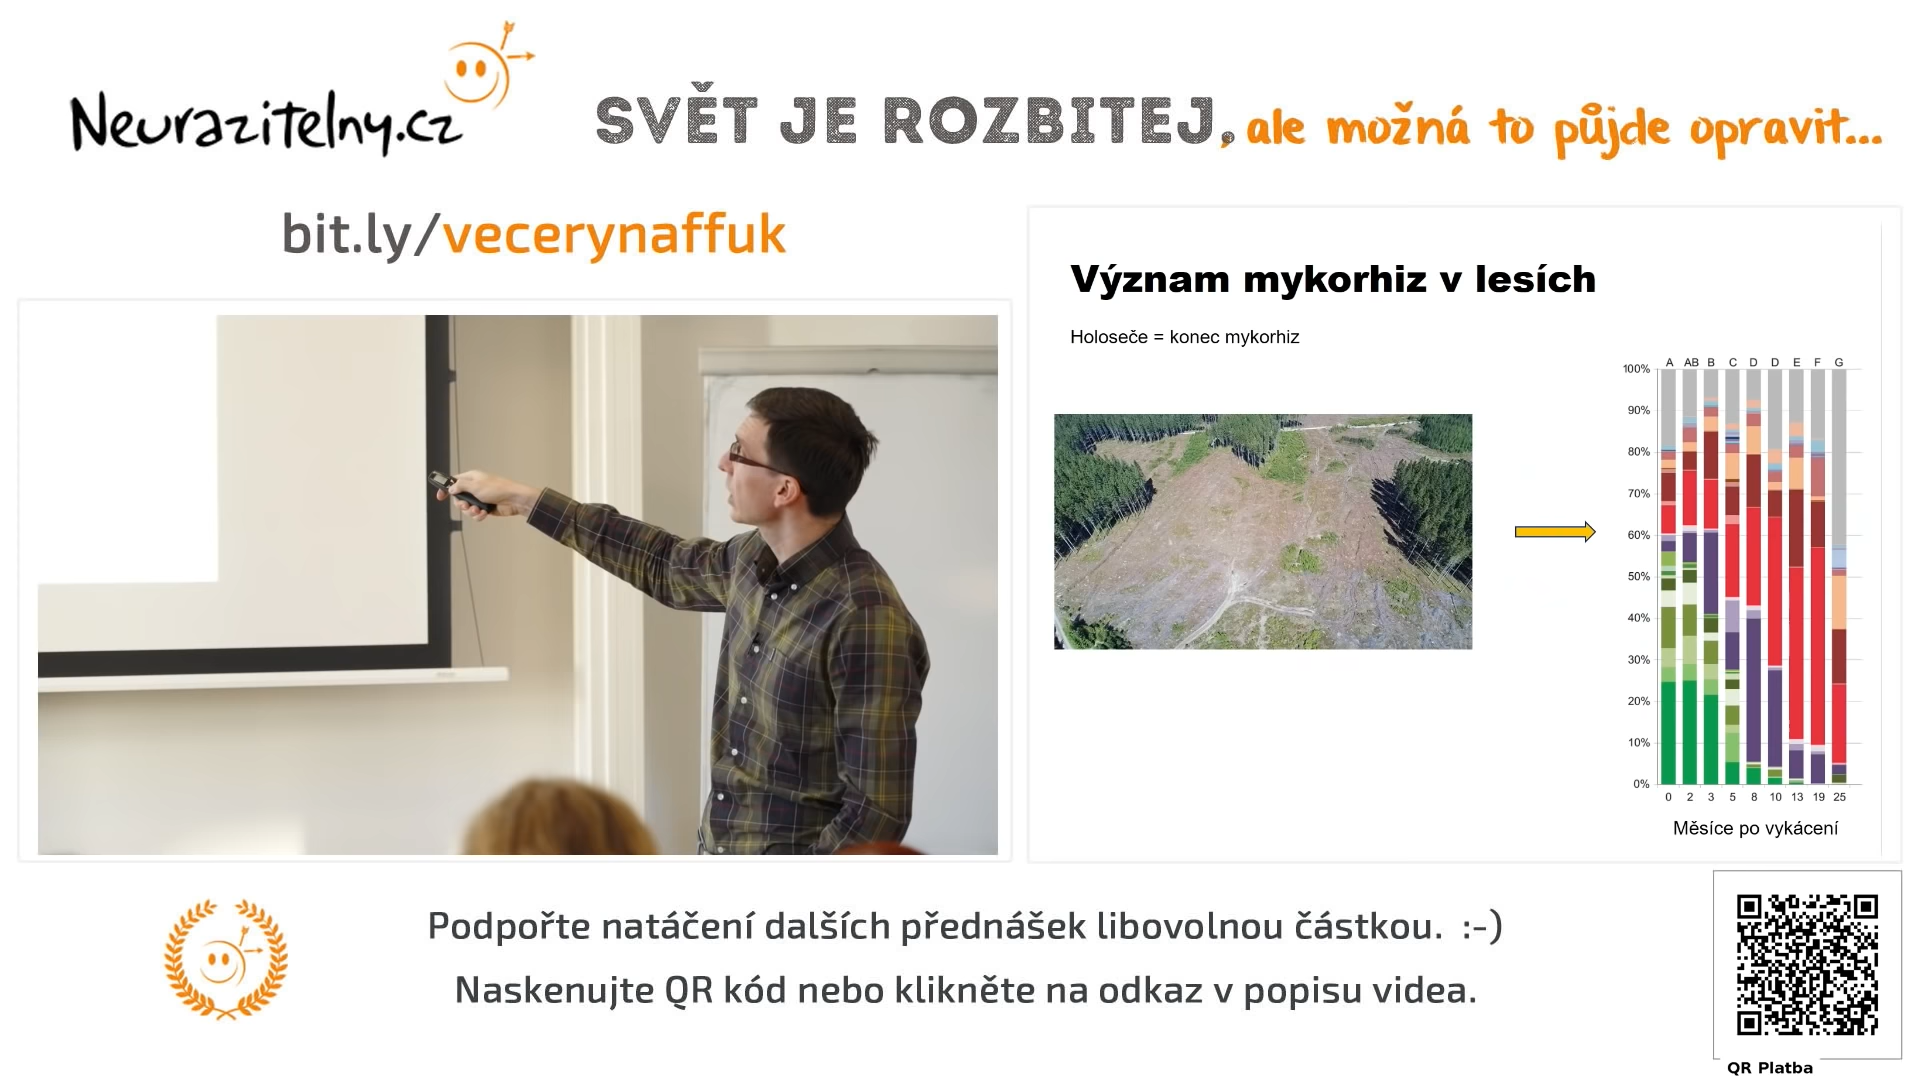 Neurazitelny.cz
SVĚT JE ROZBITEJ, ale možná to půjde opravit...
bit.ly/vecerynaffuk
Význam mykorhiz v lesích
Holoseče = konec mykorhiz
A AB B C D D E F G
100%
90%
80%
70%
60%
50%
40%
30%
20%
10%
0%
0 2 3 5 8 10 13 19 25
Měsíce po vykácení
Podpořte natáčení dalších přednášek libovolnou částkou. :-)
Naskenujte QR kód nebo klikněte na odkaz v popisu videa.
QR Platba